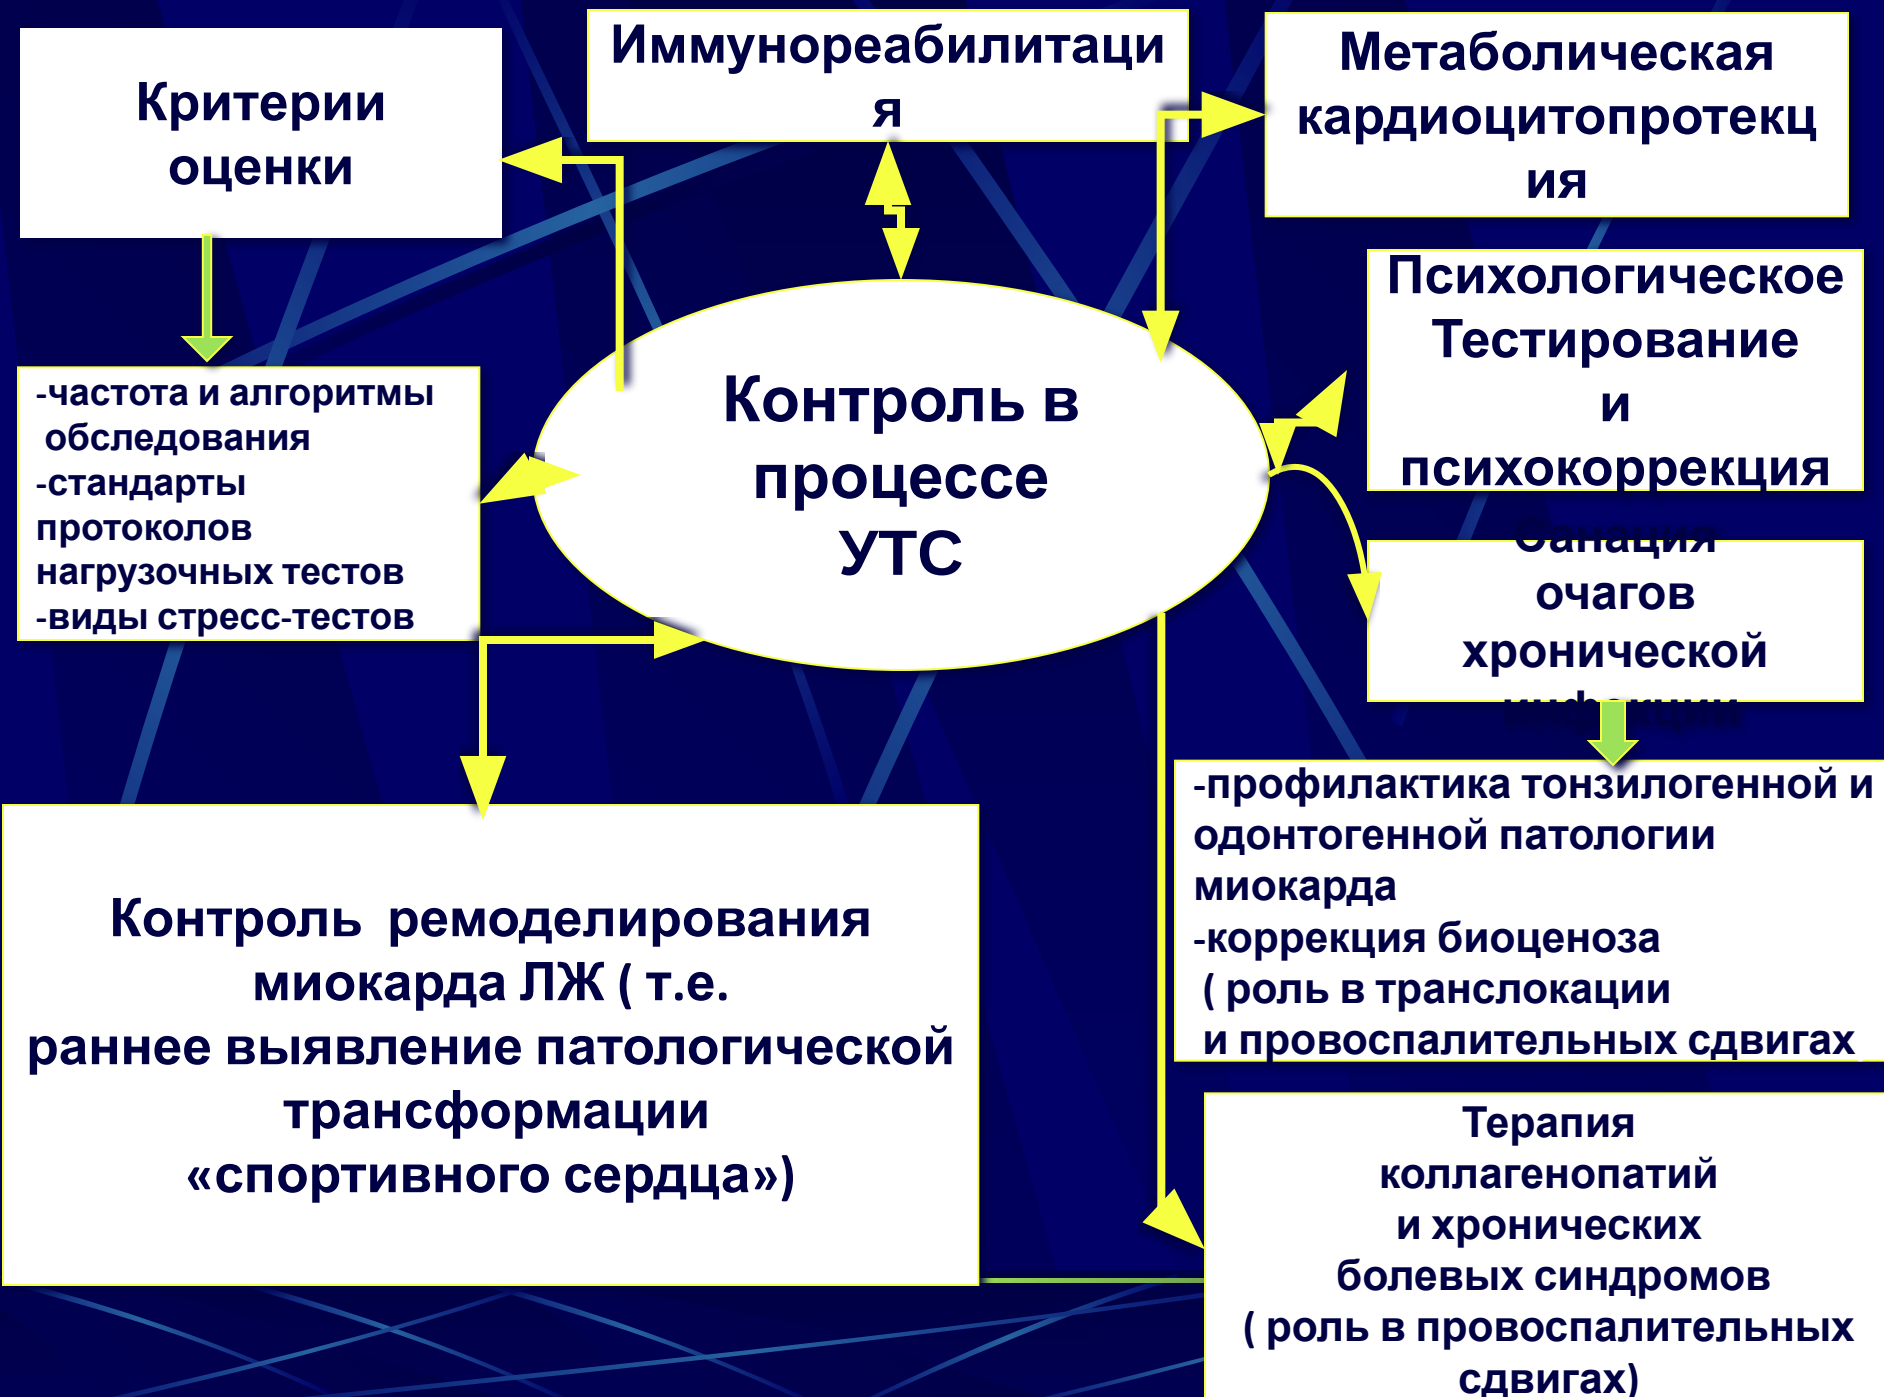 Критерии
оценки
Иммунореабилитаци
я
Метаболическая
кардиоцитопротекц
ия
Психологическое
Тестирование
и
психокоррекция
Контроль в
процессе
УТС
-частота и алгоритмы
обследования
-стандарты
протоколов
нагрузочных тестов
-виды стресс-тестов
Санация
очагов
хронической
инфекции
-профилактика тонзилогенной и
одонтогенной патологии
миокарда
-коррекция биоценоза
( роль в транслокации
и провоспалительных сдвигах
Контроль ремоделирования
миокарда ЛЖ ( т.е.
раннее выявление патологической
трансформации
«спортивного сердца»)
Терапия
коллагенопатий
и хронических
болевых синдромов
( роль в провоспалительных
сдвигах)